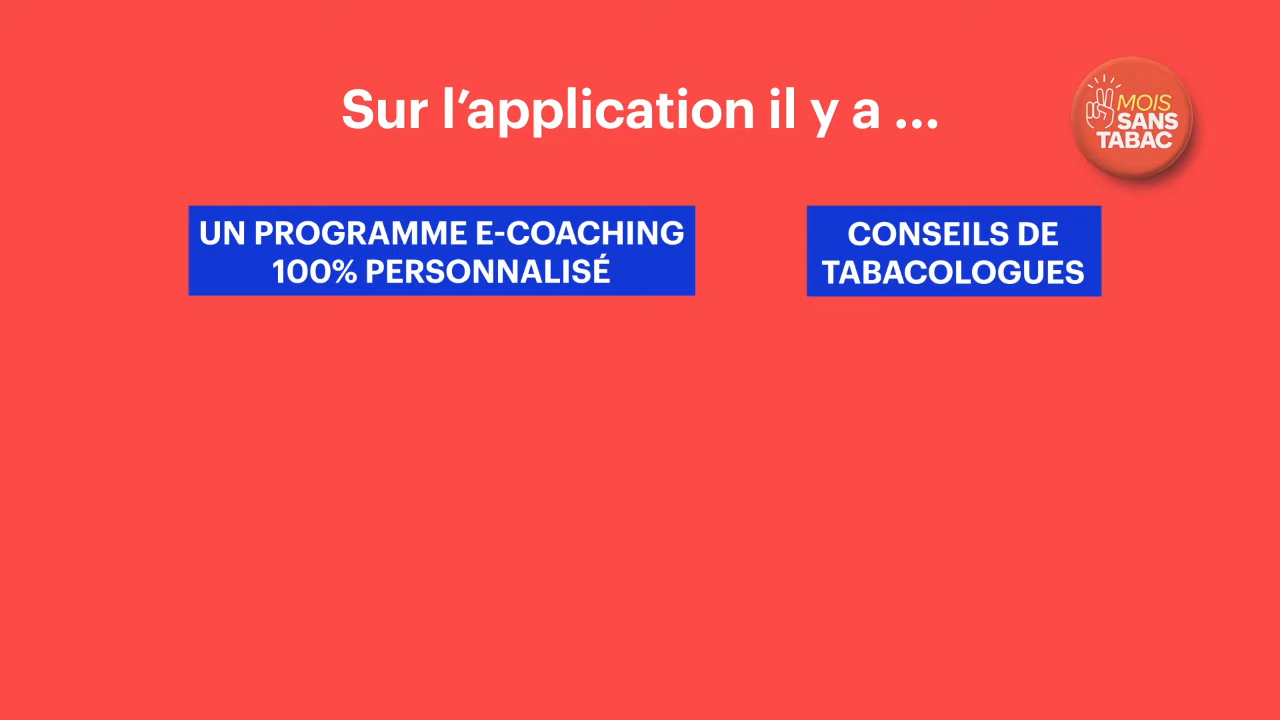 Sur l’application il y a ...
MOIS
SANS
TABAC
UN PROGRAMME E-COACHING
100% PERSONNALISÉ
CONSEILS DE
TABACOLOGUES